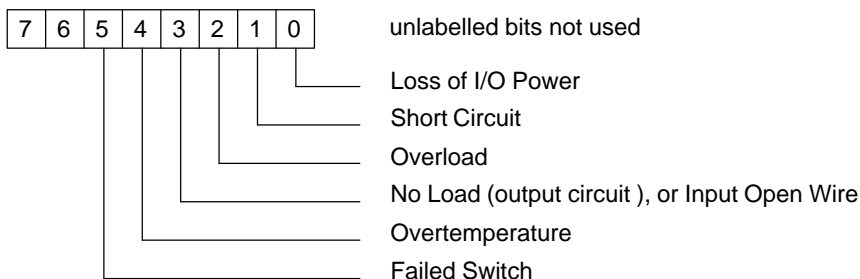 7 6 5 4 3 2 1 0 unlabelled bits not used
Loss of I/O Power
Short Circuit
Overload
No Load (output circuit ), or Input Open Wire
Overtemperature
Failed Switch